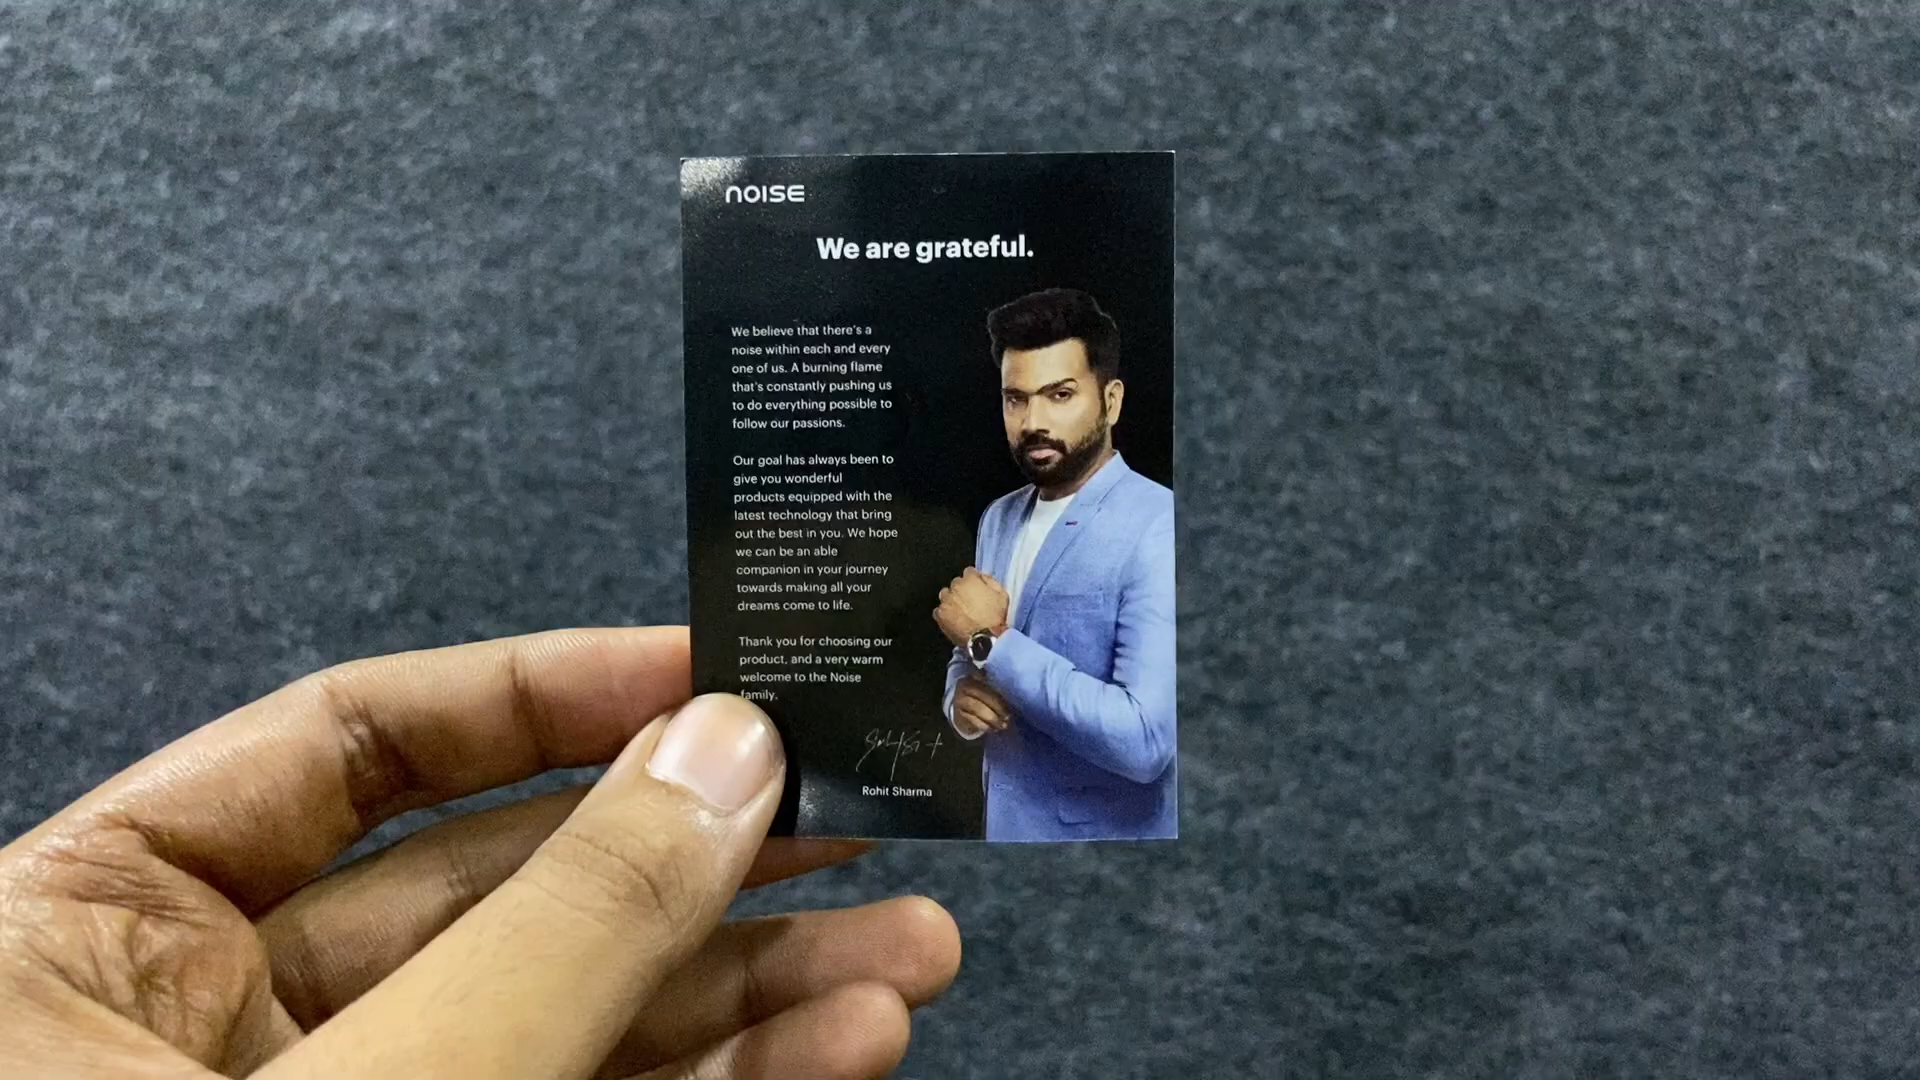 NOISE
We are grateful.
We believe that there's a
noise within each and every
one of us. A burning flame
that's constantly pushing us
to do everything possible to
follow our passions.
Our goal has always been to
give you wonderful
products equipped with the
latest technology that bring
out the best in you. We hope
we can be an able
companion in your journey
towards making all your
dreams come to life.
Thank you for choosing our
product, and a very warm
welcome to the Noise
family.
Rohit Sharma